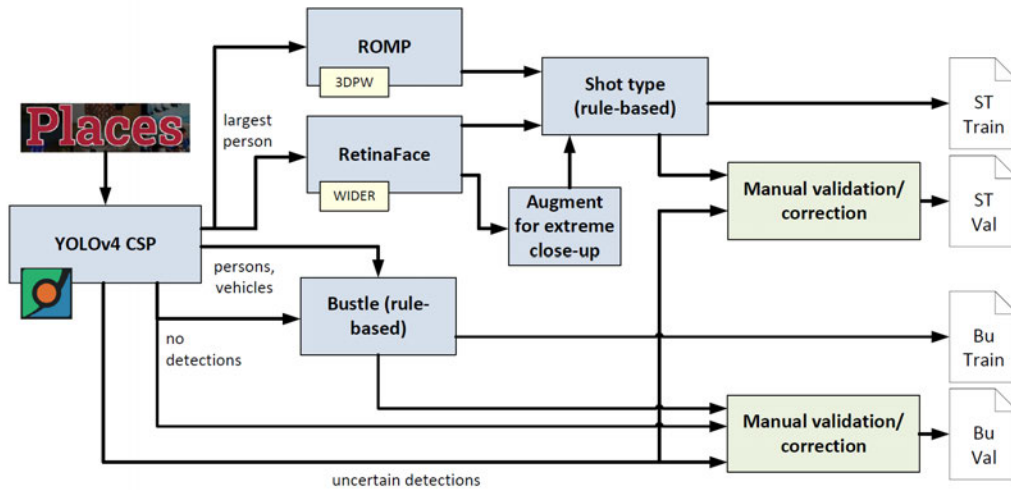 ROMP
3DPW
Shot type
(rule-based)
ST
Train
Places
largest
person
RetinaFace
WIDER
Augment
for extreme
close-up
Manual validation/
correction
ST
Val
YOLOv4 CSP
persons,
vehicles
Bustle (rule-
based)
no
detections
Bu
Train
Manual validation/
correction
Bu
Val
uncertain detections